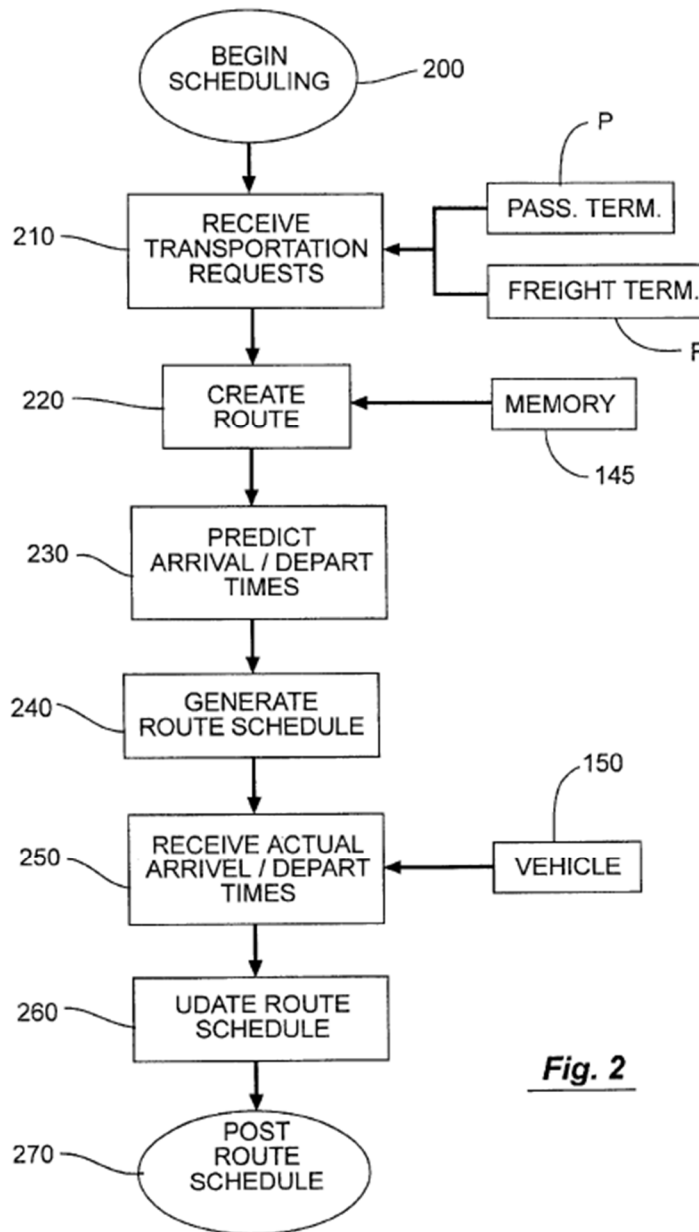 BEGIN
SCHEDULING
200
P
210
RECEIVE
TRANSPORTATION
REQUESTS
PASS. TERM.
FREIGHT TERM.
F
220
CREATE
ROUTE
MEMORY
145
230
PREDICT
ARRIVAL / DEPART
TIMES
240
GENERATE
ROUTE SCHEDULE
150
250
RECEIVE ACTUAL
ARRIVEL / DEPART
TIMES
VEHICLE
260
UDATE ROUTE
SCHEDULE
Fig. 2
270
POST
ROUTE
SCHEDULE